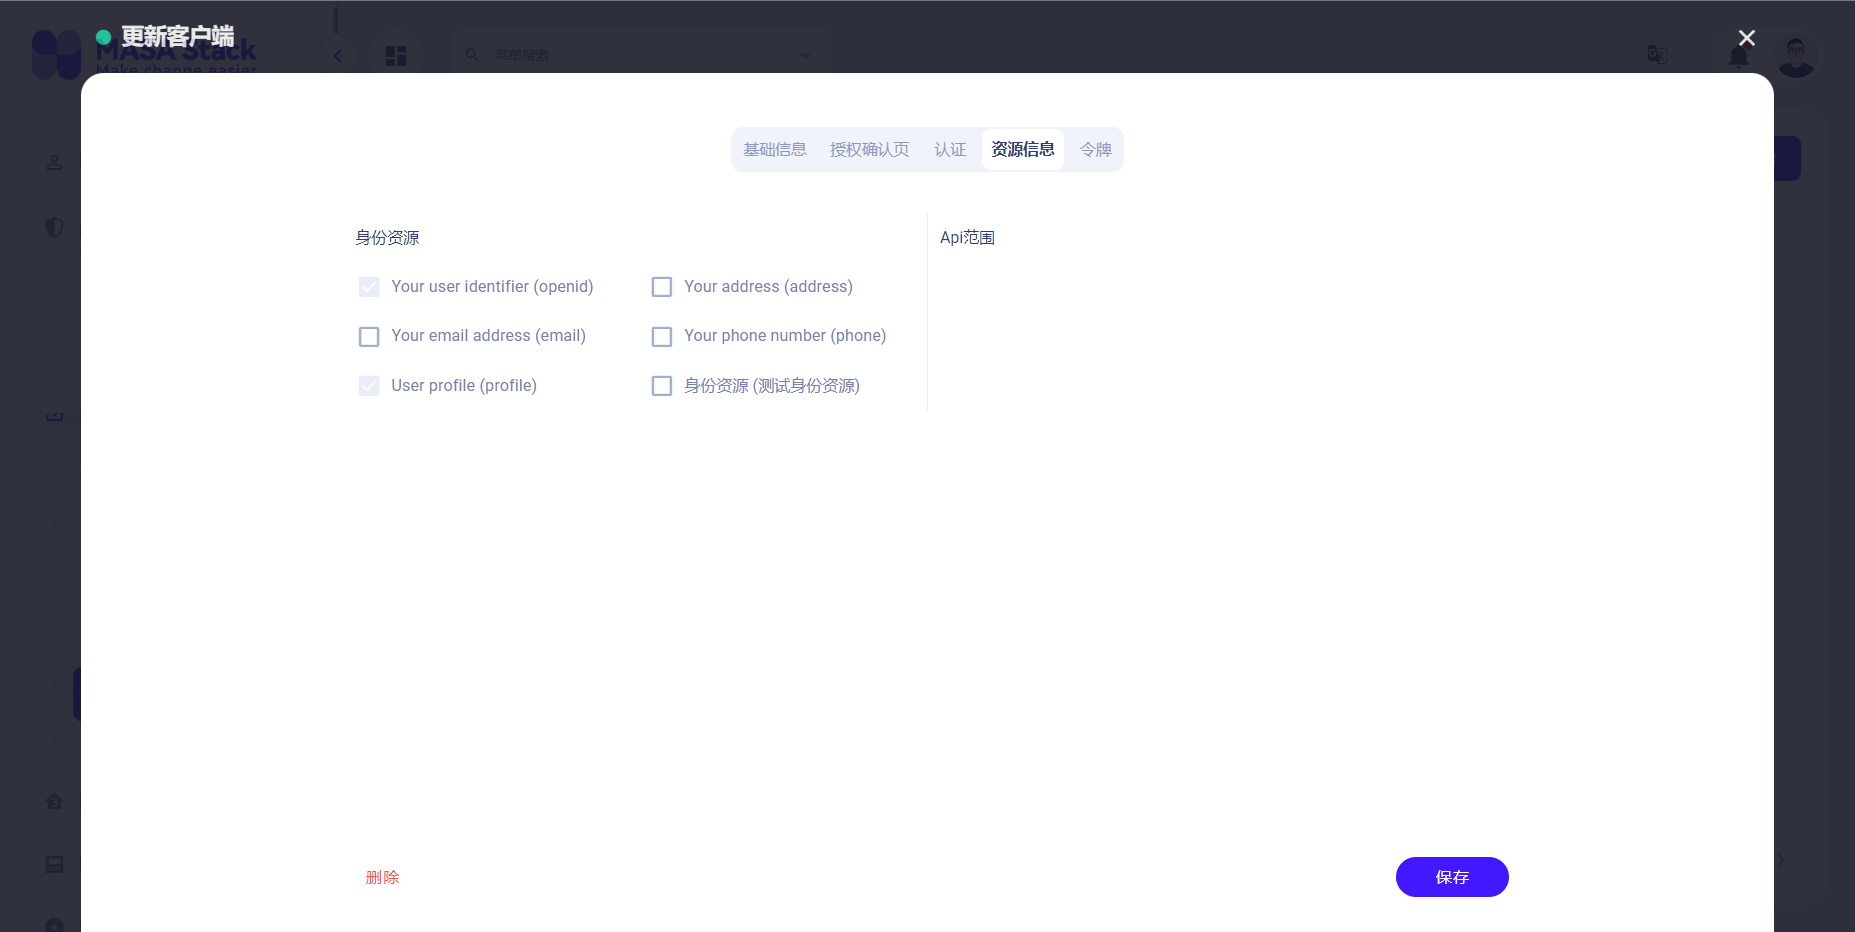 更新客户端
MASA Stack
Make change easier
菜单搜索
基础信息 授权确认页 认证 资源信息 令牌
身份资源
Your user identifier (openid)
Your address (address)
Your email address (email)
Your phone number (phone)
User profile (profile)
身份资源 (测试身份资源)
Api范围
删除
保存